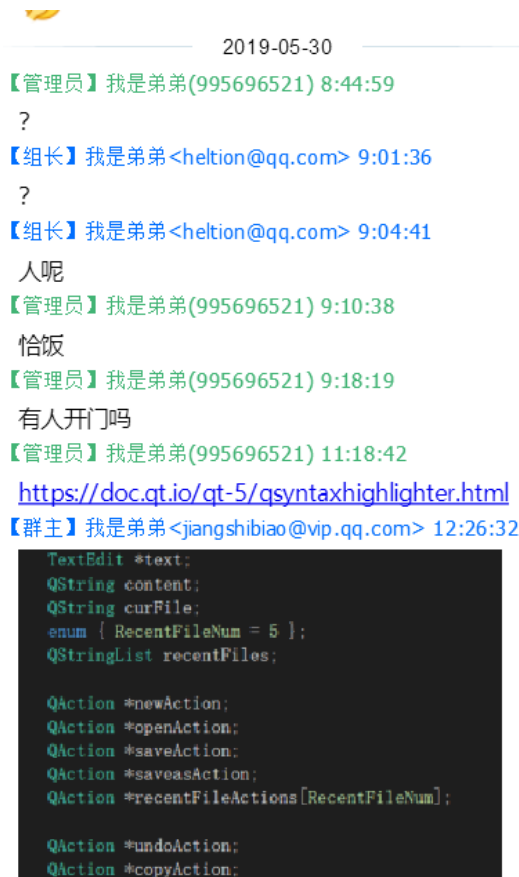 2019-05-30
【管理员】我是弟弟(995696521) 8:44:59
?
【组长】我是弟弟<heltion@qq.com> 9:01:36
?
【组长】我是弟弟<heltion@qq.com> 9:04:41
人呢
【管理员】我是弟弟(995696521) 9:10:38
恰饭
【管理员】我是弟弟(995696521) 9:18:19
有人开门吗
【管理员】我是弟弟(995696521) 11:18:42
https://doc.qt.io/qt-5/qsyntaxhighlighter.html
【群主】我是弟弟<jiangshibiao@vip.qq.com> 12:26:32
TextEdit *text;
QString content;
QString curFile;
enum { RecentFileNum = 5 };
QStringList recentFiles;
QAction *newAction;
QAction *openAction;
QAction *saveAction;
QAction *saveasAction;
QAction *recentFileActions[RecentFileNum];
QAction *undoAction;
QAction *copyAction;